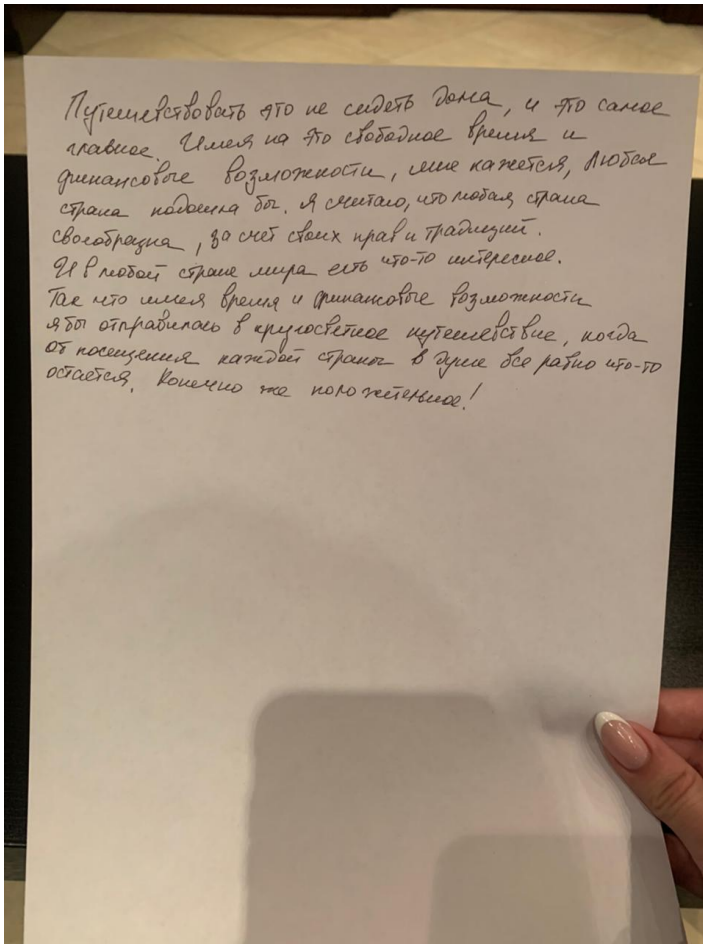 Путешевствовать это не сидеть дома, и это самое
главное. Имея на это свободное время и
финансовые возможности, мне кажется, любая
страна подошла бы. Я считаю, что любая страна
своеобразна, за счет своих нрав и традиций.
И в любой стране мира есть что-то интересное.
Так что имея время и финансовые возможности
я бы отправилась в кругосветное путешевствие, когда
от посещения каждой страны в душе все равно что-то
остается. Конечно же положительное!